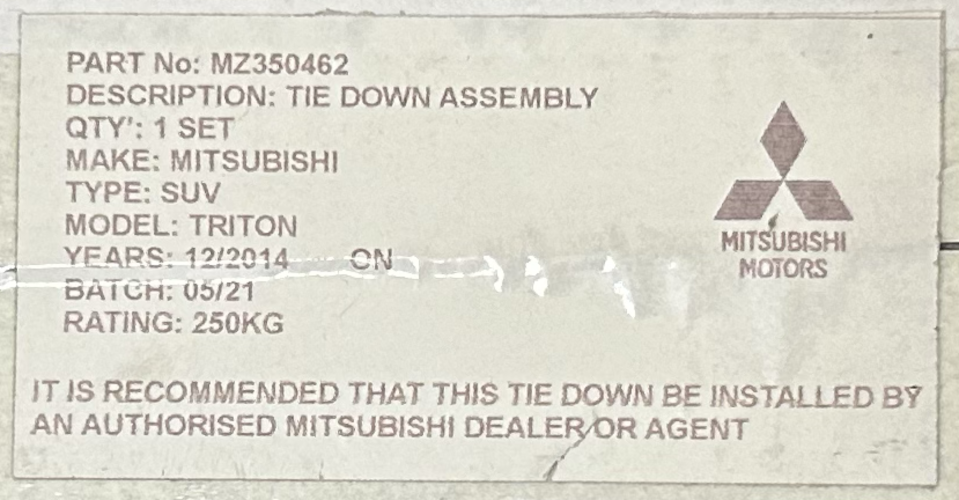 PART No: MZ350462
DESCRIPTION: TIE DOWN ASSEMBLY
QTY': 1 SET
MAKE: MITSUBISHI
TYPE: SUV
MODEL: TRITON
YEARS: 12/2014 ON
BATCH: 05/21
RATING: 250KG
MITSUBISHI
MOTORS
IT IS RECOMMENDED THAT THIS TIE DOWN BE INSTALLED BY
AN AUTHORISED MITSUBISHI DEALER OR AGENT